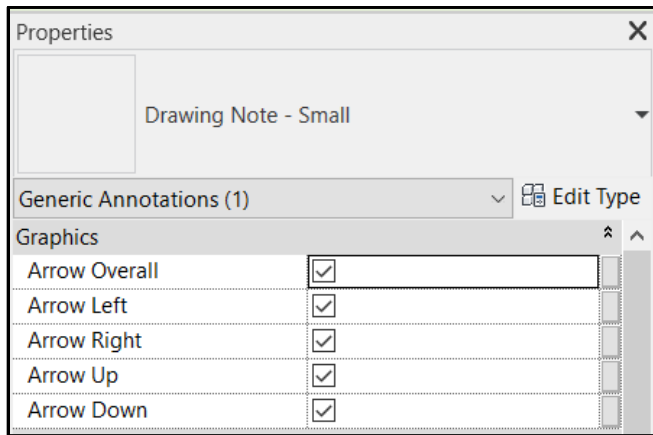 Properties
Drawing Note - Small
Generic Annotations (1)
Edit Type
Graphics
Arrow Overall
Arrow Left
Arrow Right
Arrow Up
Arrow Down